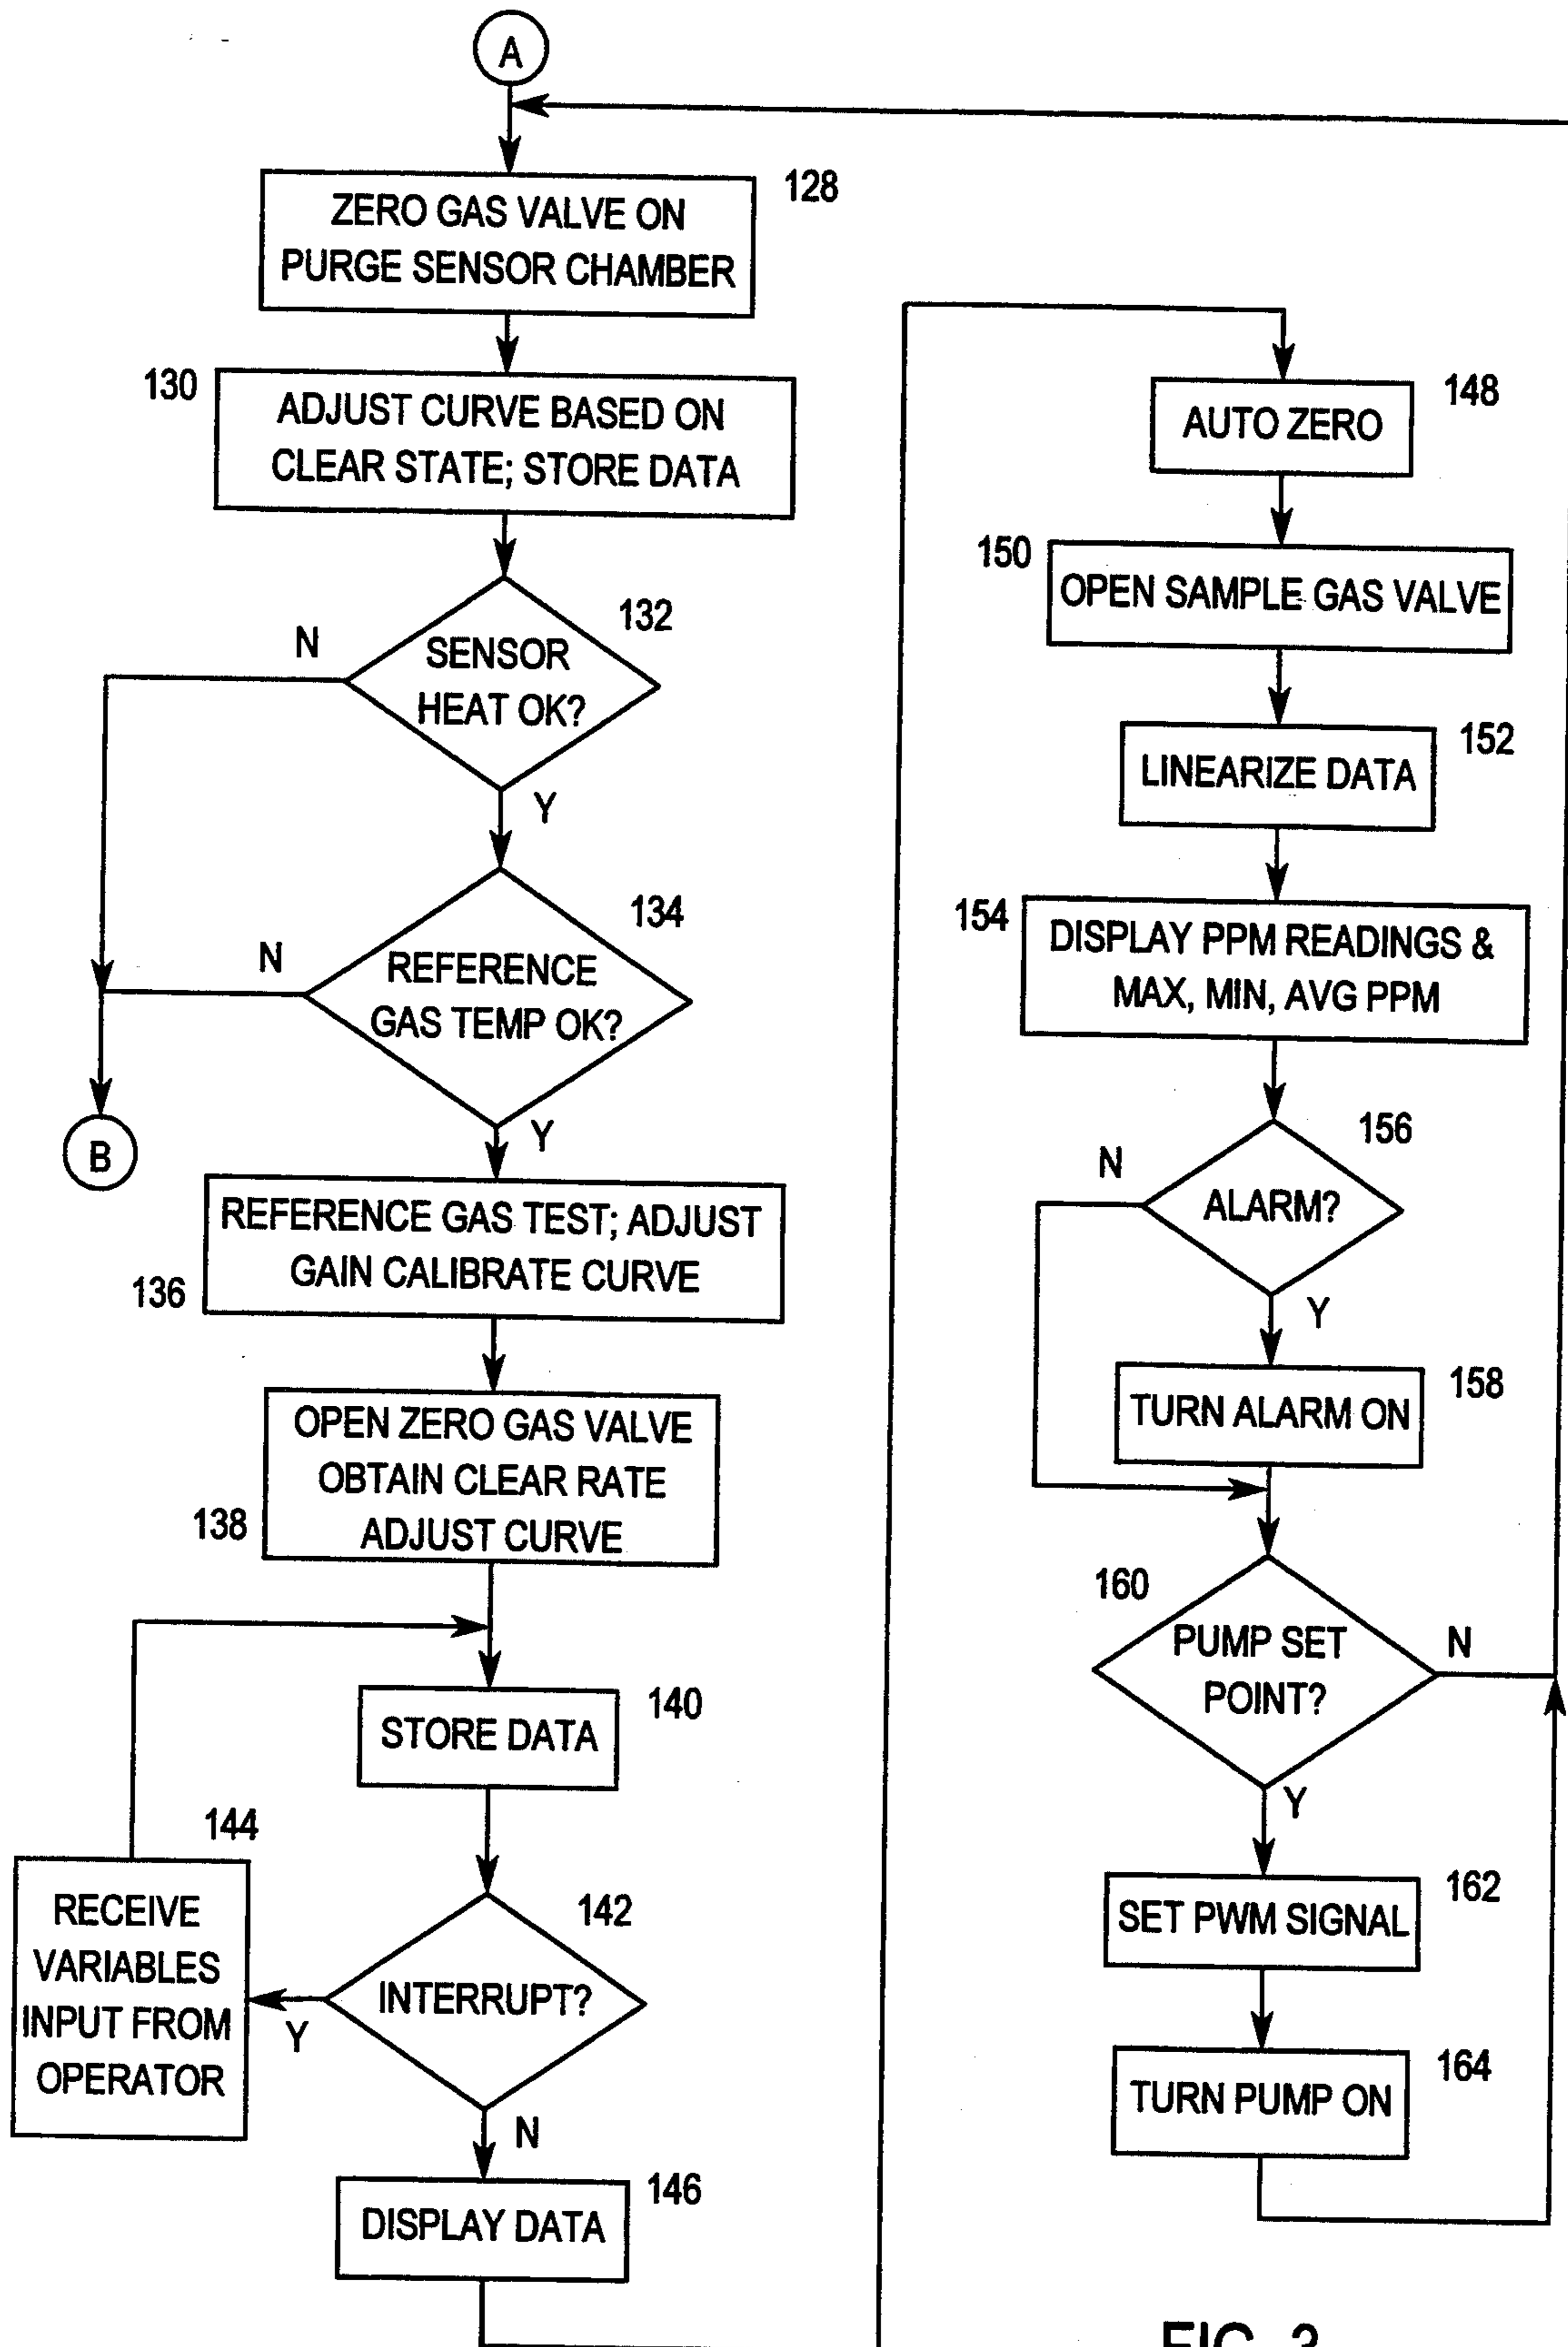 A
ZERO GAS VALVE ON
PURGE SENSOR CHAMBER
128
130
ADJUST CURVE BASED ON
CLEAR STATE; STORE DATA
132
N
SENSOR
HEAT OK?
Y
134
N
REFERENCE
GAS TEMP OK?
Y
B
REFERENCE GAS TEST; ADJUST
GAIN CALIBRATE CURVE
136
OPEN ZERO GAS VALVE
OBTAIN CLEAR RATE
ADJUST CURVE
138
140
STORE DATA
144
RECEIVE
VARIABLES
INPUT FROM
OPERATOR
142
INTERRUPT?
Y
N
146
DISPLAY DATA
148
AUTO ZERO
150
OPEN SAMPLE GAS VALVE
152
LINEARIZE DATA
154
DISPLAY PPM READINGS &
MAX, MIN, AVG PPM
156
N
ALARM?
Y
158
TURN ALARM ON
160
PUMP SET
POINT?
N
Y
162
SET PWM SIGNAL
164
TURN PUMP ON
FIG. 3